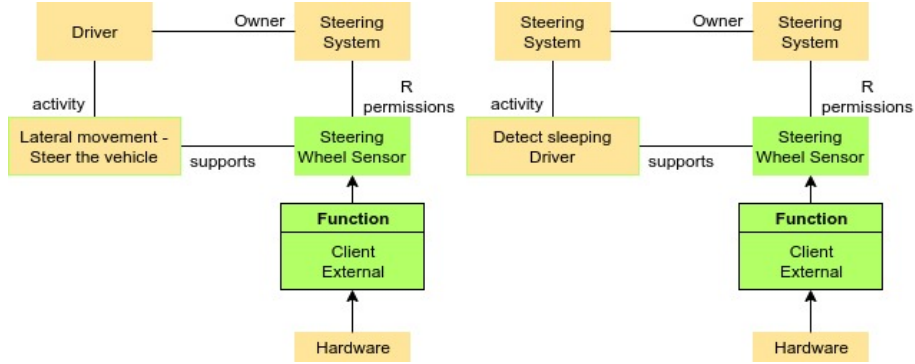 Driver
Owner
Steering
System
activity
R
permissions
Lateral movement -
Steer the vehicle
supports
Steering
Wheel Sensor
Function
Client
External
Hardware
Steering
System
Owner
Steering
System
activity
R
permissions
Detect sleeping
Driver
supports
Steering
Wheel Sensor
Function
Client
External
Hardware